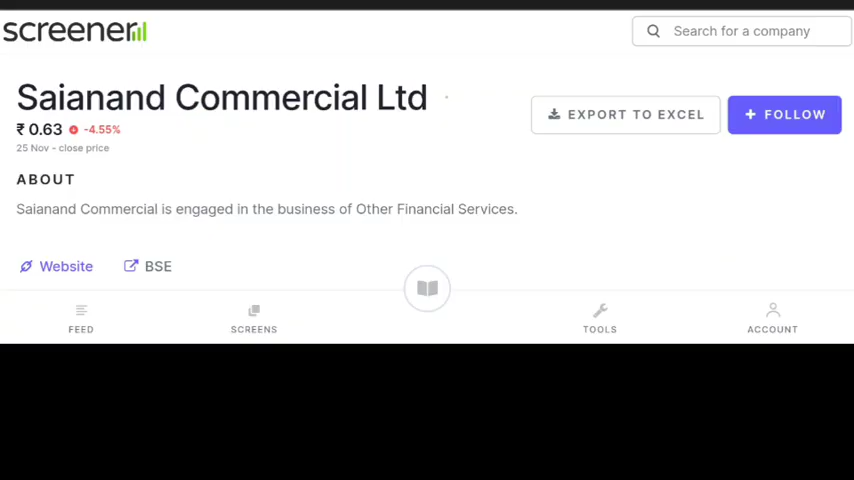 screener
Search for a company
Saianand Commercial Ltd
₹ 0.63 -4.55%
25 Nov - close price
EXPORT TO EXCEL
+ FOLLOW
ABOUT
Saianand Commercial is engaged in the business of Other Financial Services.
Website BSE
FEED SCREENS TOOLS ACCOUNT